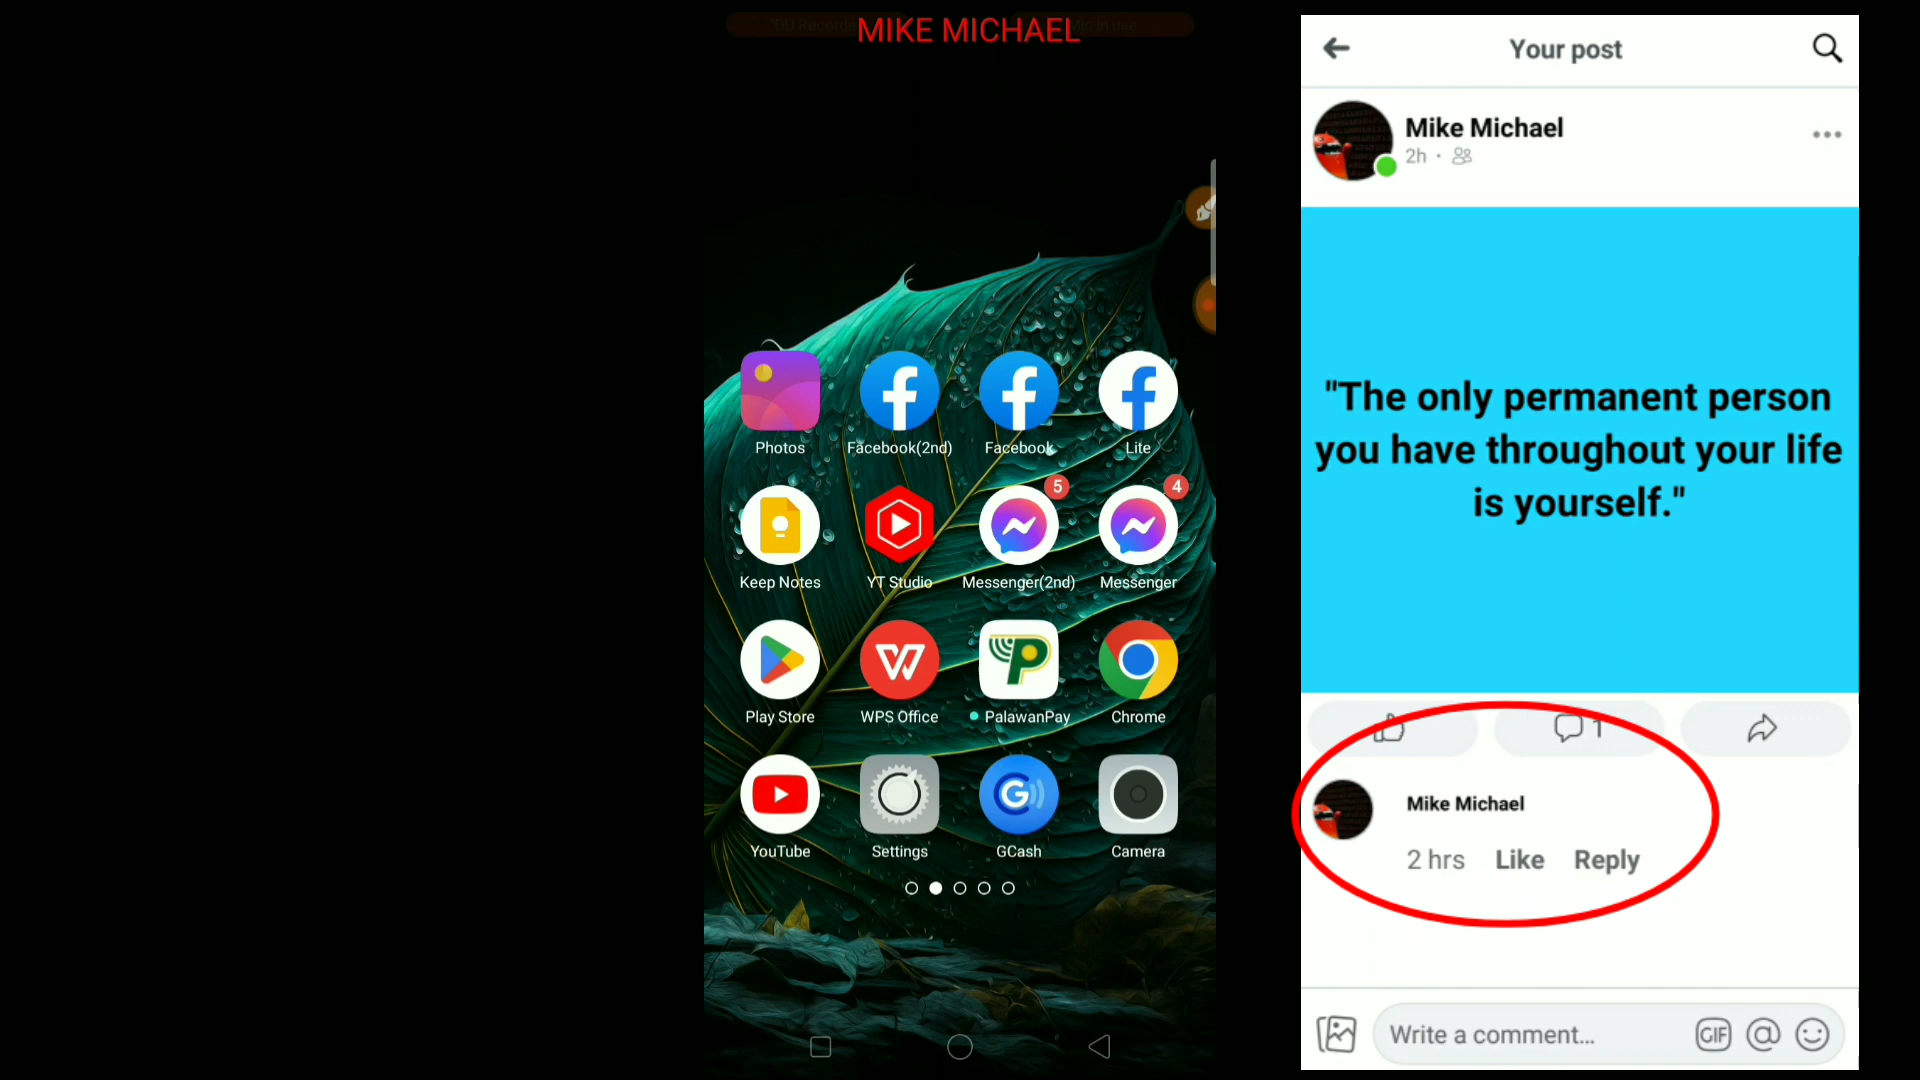 MIKE MICHAEL
Photos
Facebook(2nd)
Facebook
Lite
5
4
Keep Notes
YT Studio
Messenger(2nd)
Messenger
Play Store
WPS Office
PalawanPay
Chrome
YouTube
Settings
GCash
Camera
Your post
Mike Michael
2h ·
"The only permanent person
you have throughout your life
is yourself."
1
Mike Michael
2 hrs Like Reply
Write a comment...
GIF